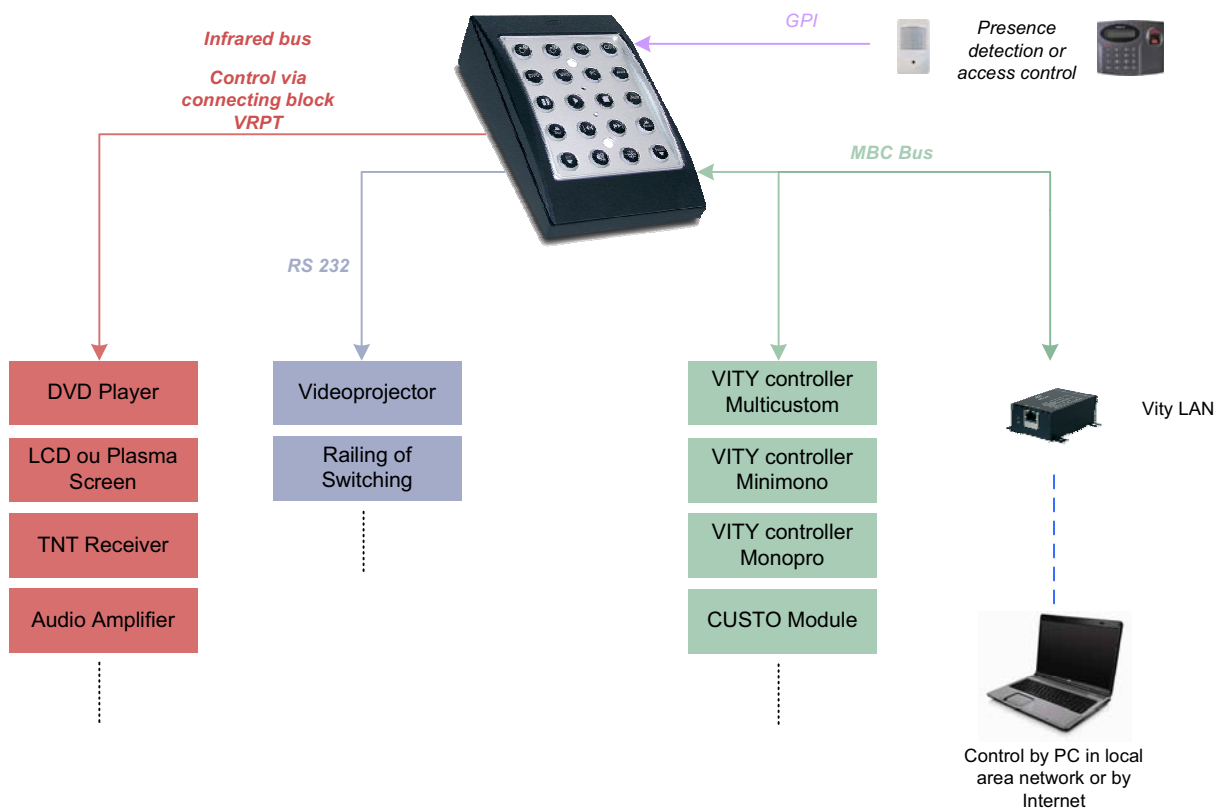 GPI
Infrared bus
Presence
detection or
access control
Control via
connecting block
VRPT
MBC Bus
RS 232
DVD Player
LCD ou Plasma
Screen
TNT Receiver
Audio Amplifier
Videoprojector
Railing of
Switching
VITY controller
Multicustom
VITY controller
Minimono
VITY controller
Monopro
CUSTO Module
Vity LAN
Control by PC in local
area network or by
Internet